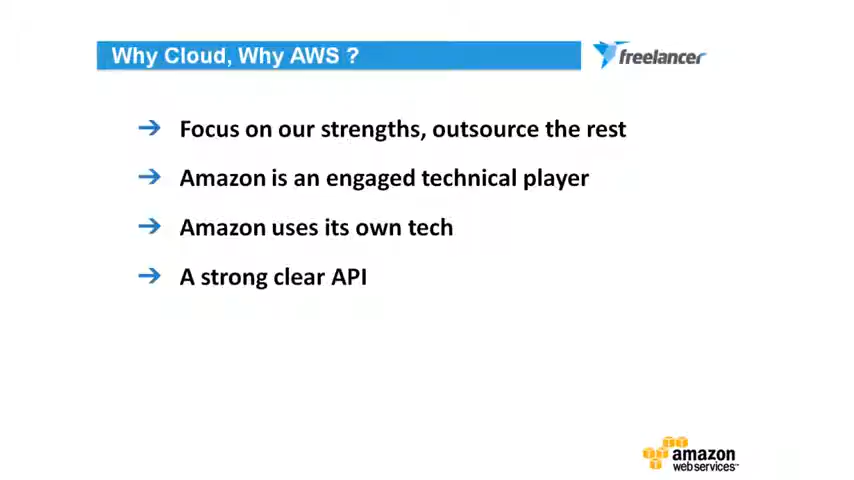 Why Cloud, Why AWS ?
freelancer
➔ Focus on our strengths, outsource the rest
➔ Amazon is an engaged technical player
➔ Amazon uses its own tech
➔ A strong clear API
amazon
webservices™